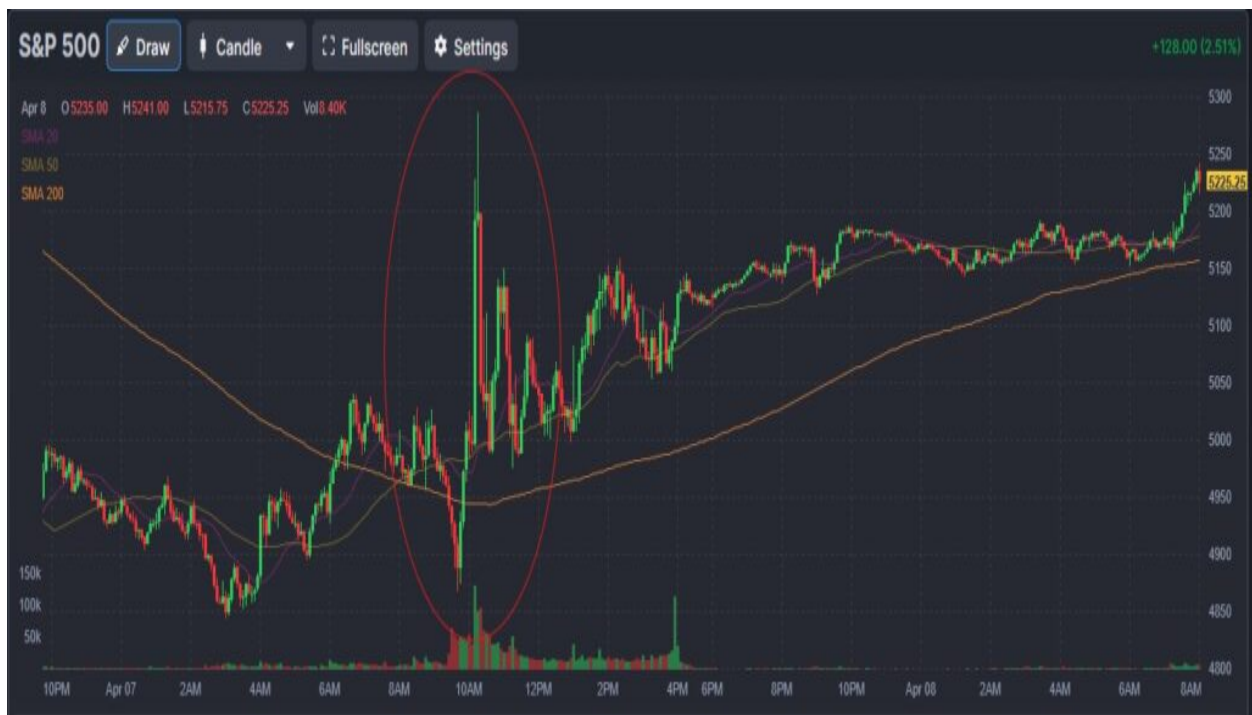 S&P 500 Draw Candle Fullscreen Settings +128.00 (2.51%)
Apr 8 O5235.00 H5241.00 L5215.75 C5225.25 Vol8.40K
SMA 20
SMA 50
SMA 200
5300
5250
5225.25
5200
5150
5100
5050
5000
4950
4900
4850
4800
150k
100k
50k
10PM Apr 07 2AM 4AM 6AM 8AM 10AM 12PM 2PM 4PM 6PM 8PM 10PM Apr 08 2AM 4AM 6AM 8AM